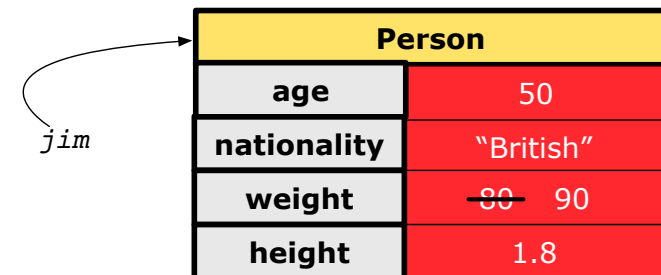 Person
age 50
jim
nationality “British”
weight 80 90
height 1.8